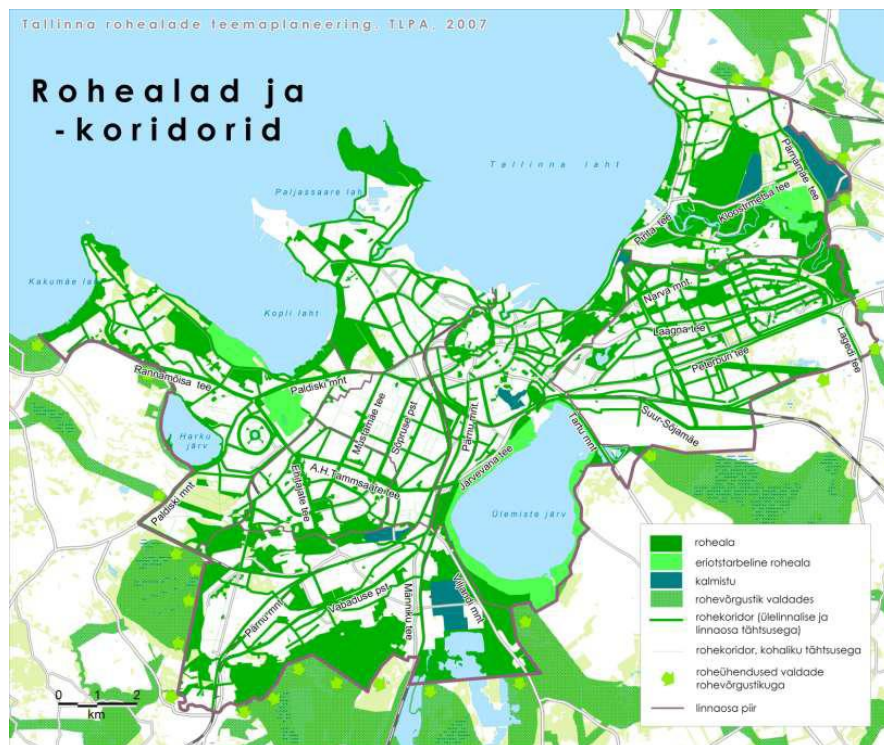 Tallinna rohealade teemaplaneering, TLPA, 2007
Rohealad ja
-koridorid
Tallinna laht
Paljassaare lah
Pärnamäe tee
Kloostrimetsa tee
Pirita tee
Kakumäe la
Kopli laht
Narva mnt.
Laagna tee
Peterburi tee
Lagedi tee
Rannamõisa tee
Paldiski mnt
Mustamäe tee
Sõpruse pst
Pärnu mnt.
Tartu mnt
Suur-Sõjamäe
Harku
järv
Järvevana tee
A.H.Tammsaare tee
Ehitajate tee
Paldiski mnt
Ülemiste järv
Viljandi mnt
Männiku tee
Vabaduse pst
Pärnu mnt
roheala
eriotstarbeline roheala
kalmistu
rohevõrgustik valdades
rohekoridor (ülelinnalise ja
linnaosa tähtsusega)
rohekoridor, kohaliku tähtsusega
roheühendused valdade
rohevõrgustikuga
linnaosa piir
0 1 2
km